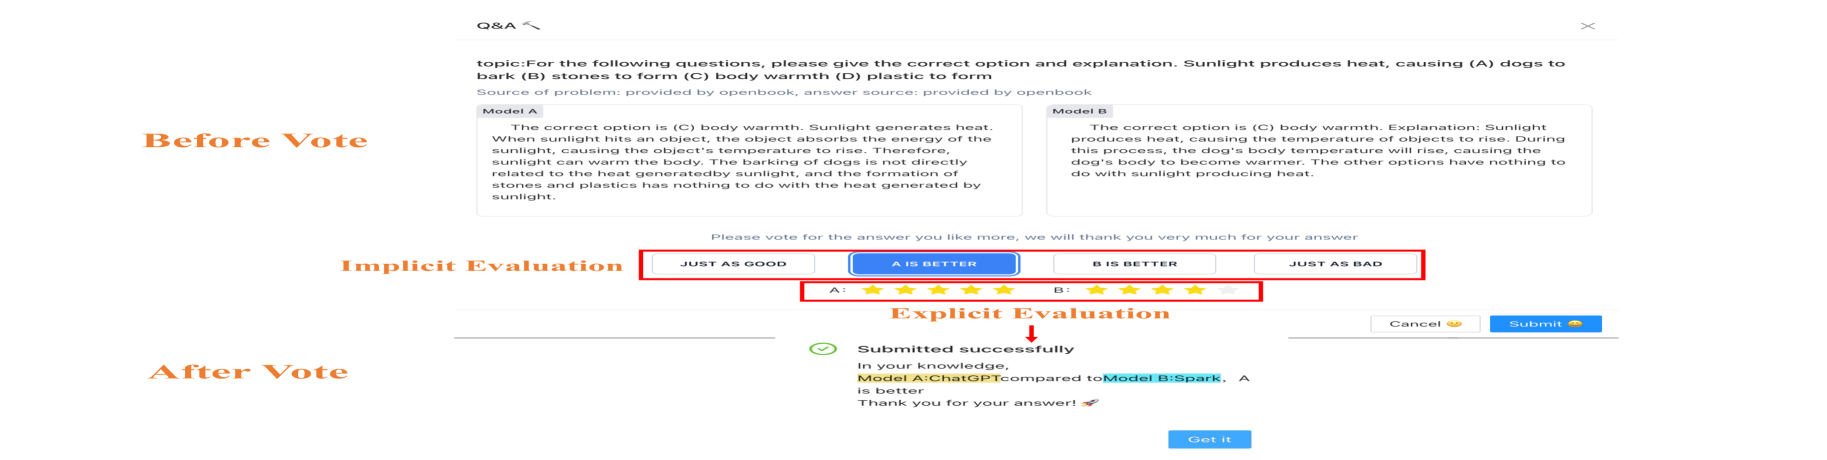 Q&A
topic:For the following questions, please give the correct option and explanation. Sunlight produces heat, causing (A) dogs to
bark (B) stones to form (C) body warmth (D) plastic to form
Source of problem: provided by openbook, answer source: provided by openbook
Model A
The correct option is (C) body warmth. Sunlight generates heat.
When sunlight hits an object, the object absorbs the energy of the
sunlight, causing the object's temperature to rise. Therefore,
sunlight can warm the body. The barking of dogs is not directly
related to the heat generatedby sunlight, and the formation of
stones and plastics has nothing to do with the heat generated by
sunlight.
Model B
The correct option is (C) body warmth. Explanation: Sunlight
produces heat, causing the temperature of objects to rise. During
this process, the dog's body temperature will rise, causing the
dog's body to become warmer. The other options have nothing to
do with sunlight producing heat.
Before Vote
Please vote for the answer you like more, we will thank you very much for your answer
Implicit Evaluation
JUST AS GOOD
A IS BETTER
B IS BETTER
JUST AS BAD
A:
B:
Explicit Evaluation
Cancel
Submit
After Vote
Submitted successfully
In your knowledge,
Model A:ChatGPTcompared toModel B:Spark, A
is better
Thank you for your answer!
Get it